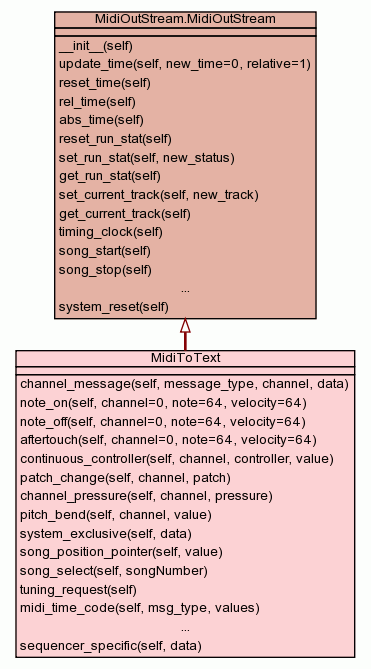 MidiOutStream.MidiOutStream
__init__(self)
update_time(self, new_time=0, relative=1)
reset_time(self)
rel_time(self)
abs_time(self)
reset_run_stat(self)
set_run_stat(self, new_status)
get_run_stat(self)
set_current_track(self, new_track)
get_current_track(self)
timing_clock(self)
song_start(self)
song_stop(self)
...
system_reset(self)
MidiToText
channel_message(self, message_type, channel, data)
note_on(self, channel=0, note=64, velocity=64)
note_off(self, channel=0, note=64, velocity=64)
aftertouch(self, channel=0, note=64, velocity=64)
continuous_controller(self, channel, controller, value)
patch_change(self, channel, patch)
channel_pressure(self, channel, pressure)
pitch_bend(self, channel, value)
system_exclusive(self, data)
song_position_pointer(self, value)
song_select(self, songNumber)
tuning_request(self)
midi_time_code(self, msg_type, values)
...
sequencer_specific(self, data)